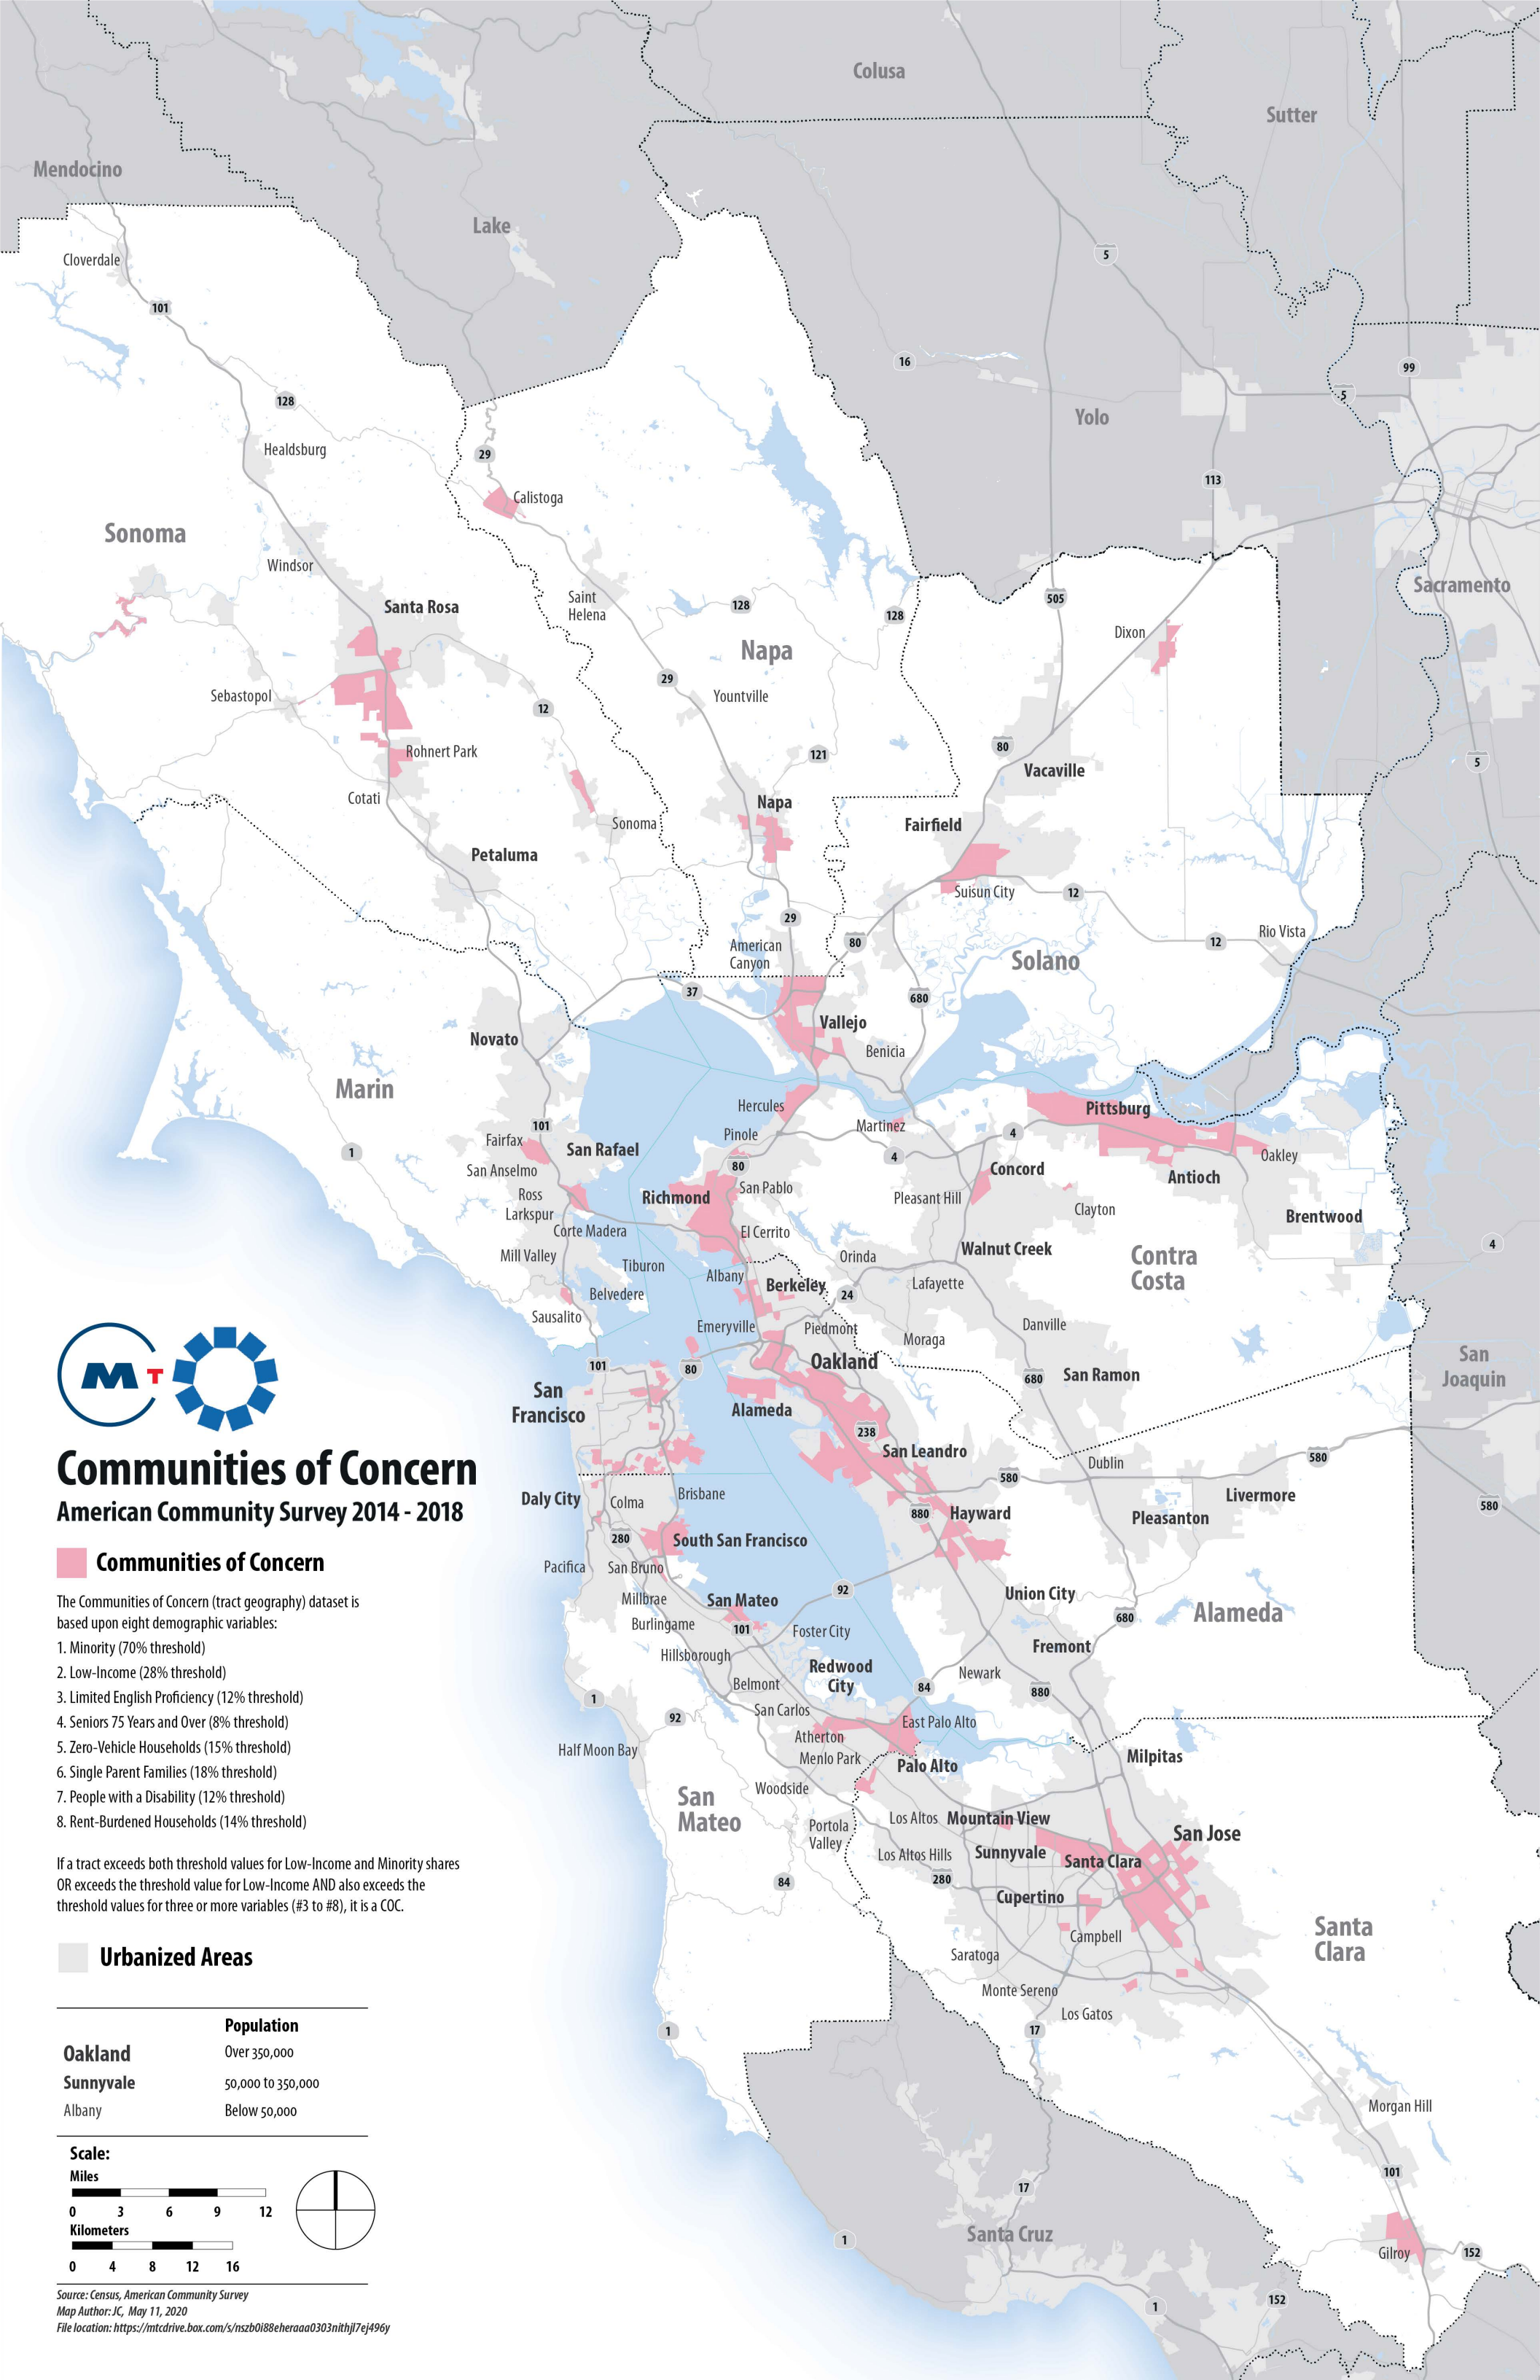 Colusa
Sutter
Mendocino
Lake
Cloverdale
5
101
16
99
5
128
Yolo
Healdsburg
29
113
Calistoga
Sonoma
Windsor
Sacramento
Saint
Helena
128
505
Santa Rosa
128
Dixon
Napa
29
Sebastopol
Yountville
12
80
Rohnert Park
121
5
Vacaville
Cotati
Napa
Sonoma
Fairfield
Petaluma
Suisun City
12
29
Rio Vista
American
Canyon
80
12
Solano
37
680
Vallejo
Novato
Benicia
Marin
Hercules
Pittsburg
101
Martinez
Pinole
4
Fairfax
San Rafael
1
4
Oakley
80
San Anselmo
Concord
Antioch
San Pablo
Ross
Richmond
Pleasant Hill
Clayton
Larkspur
Brentwood
Corte Madera
El Cerrito
4
Mill Valley
Orinda
Walnut Creek
Contra
Costa
Tiburon
Albany
Berkeley
Lafayette
Belvedere
24
Sausalito
Emeryville
Piedmont
Danville
Moraga
San
Joaquin
101
80
Oakland
680
San Ramon
M T
San
Francisco
Alameda
238
San Leandro
Communities of Concern
Dublin
580
580
American Community Survey 2014 - 2018
Daly City
Colma
Brisbane
Livermore
580
880
Hayward
Pleasanton
280
South San Francisco
Communities of Concern
Pacifica
San Bruno
The Communities of Concern (tract geography) dataset is
based upon eight demographic variables:
1. Minority (70% threshold)
2. Low-Income (28% threshold)
3. Limited English Proficiency (12% threshold)
4. Seniors 75 Years and Over (8% threshold)
5. Zero-Vehicle Households (15% threshold)
6. Single Parent Families (18% threshold)
7. People with a Disability (12% threshold)
8. Rent-Burdened Households (14% threshold)
If a tract exceeds both threshold values for Low-Income and Minority shares
OR exceeds the threshold value for Low-Income AND also exceeds the
threshold values for three or more variables (#3 to #8), it is a COC.
Millbrae
San Mateo
92
Union City
Alameda
680
Burlingame
101
Foster City
Fremont
Hillsborough
Redwood
City
Newark
Belmont
84
880
1
San Carlos
92
East Palo Alto
Atherton
Half Moon Bay
Menlo Park
Palo Alto
Milpitas
Woodside
San
Mateo
Los Altos
Mountain View
Portola
Valley
San Jose
Los Altos Hills
Sunnyvale
Santa Clara
84
280
Cupertino
Santa
Clara
Campbell
Saratoga
Monte Sereno
Los Gatos
1
17
Urbanized Areas
Population
Oakland
Over 350,000
Sunnyvale
50,000 to 350,000
Albany
Below 50,000
Morgan Hill
Scale:
Miles
0 3 6 9 12
Kilometers
0 4 8 12 16
101
17
Santa Cruz
1
Gilroy
152
152
1
Source: Census, American Community Survey
Map Author: JC, May 11, 2020
File location: https://mtcdrive.box.com/s/nszb0i88eheraaa0303nithjl7ej496y